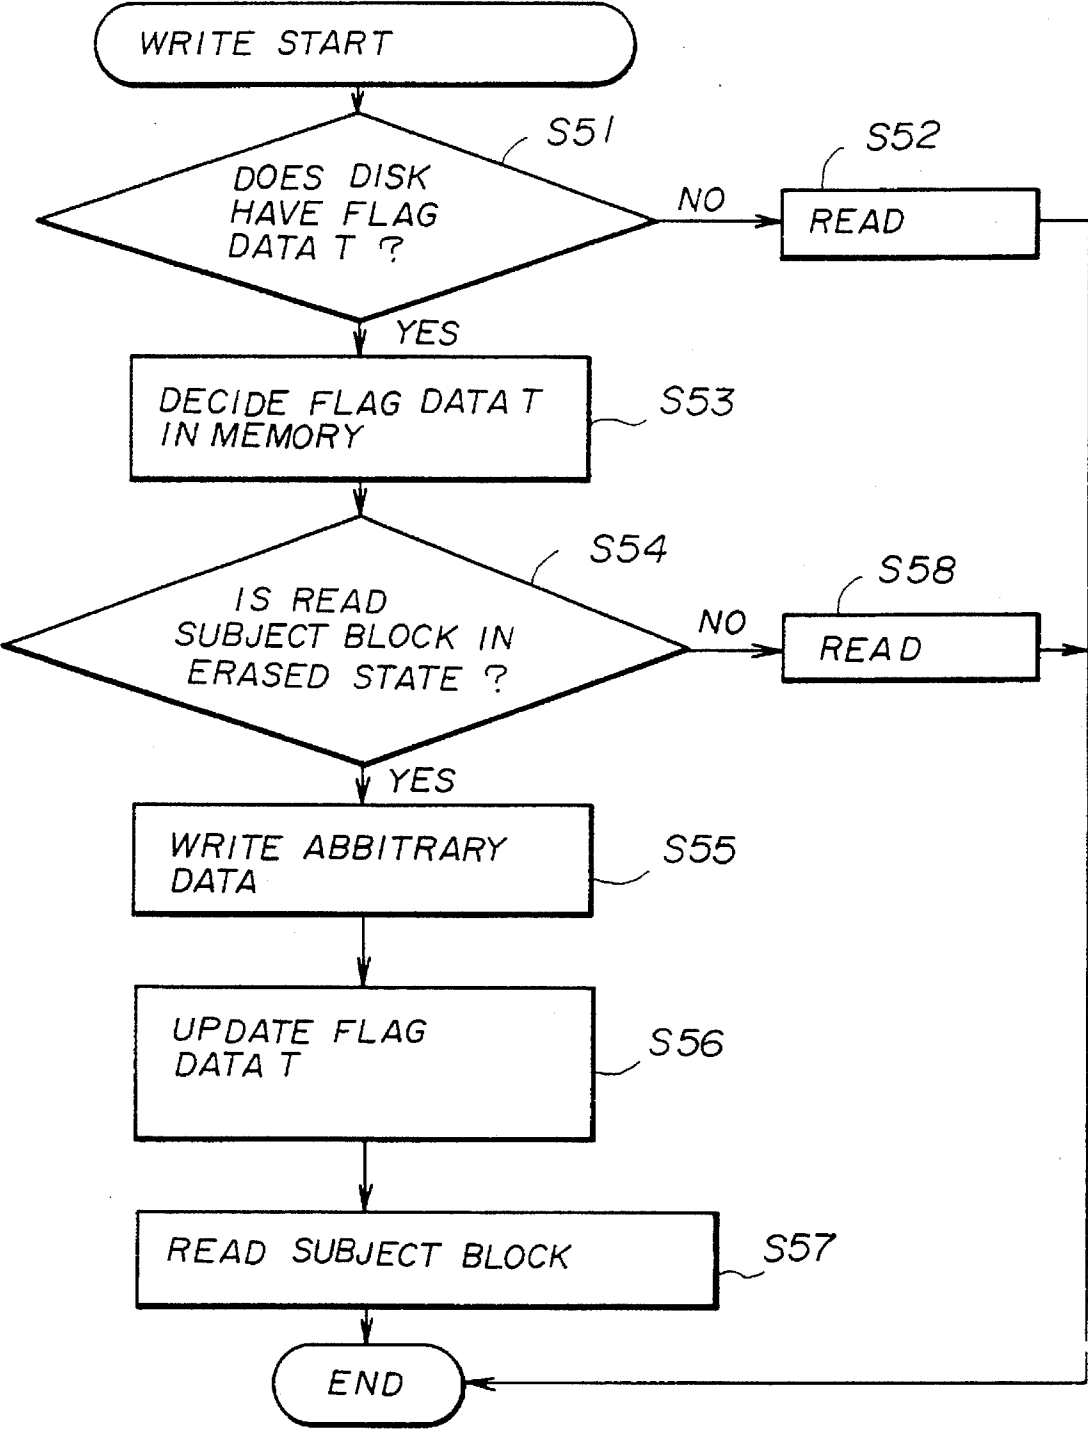 WRITE START
S51
DOES DISK
HAVE FLAG
DATA T ?
NO
S52
READ
YES
DECIDE FLAG DATA T
IN MEMORY
S53
S54
IS READ
SUBJECT BLOCK IN
ERASED STATE ?
NO
S58
READ
YES
WRITE ABBITRARY
DATA
S55
UPDATE FLAG
DATA T
S56
READ SUBJECT BLOCK
S57
END